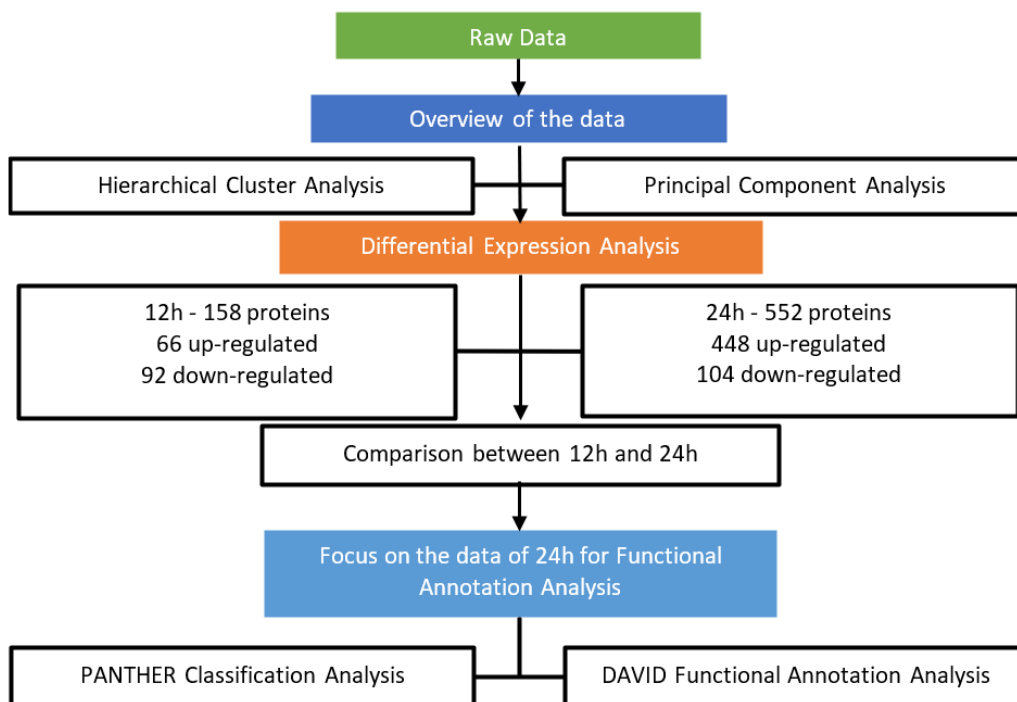 Raw Data
Overview of the data
Hierarchical Cluster Analysis
Principal Component Analysis
Differential Expression Analysis
12h - 158 proteins
66 up-regulated
92 down-regulated
24h - 552 proteins
448 up-regulated
104 down-regulated
Comparison between 12h and 24h
Focus on the data of 24h for Functional
Annotation Analysis
PANTHER Classification Analysis
DAVID Functional Annotation Analysis